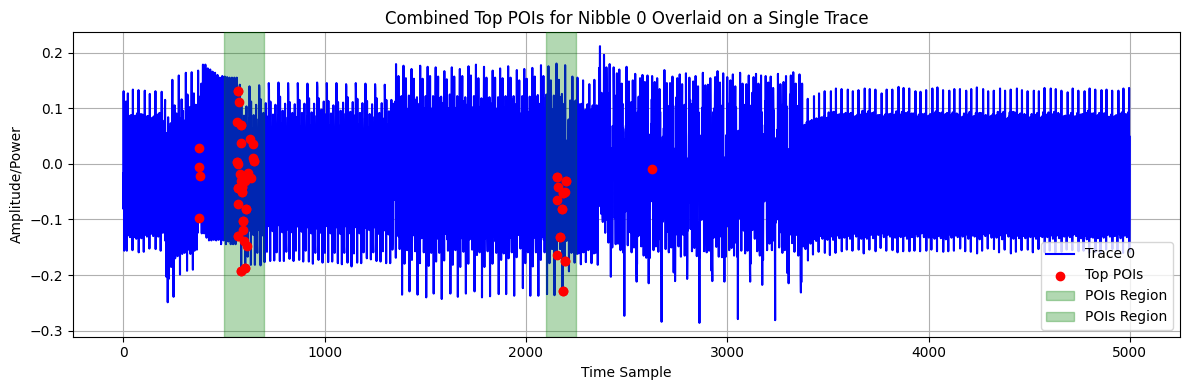 Combined Top POIs for Nibble 0 Overlaid on a Single Trace
Amplitude/Power
0.2
0.1
0.0
−0.1
−0.2
−0.3
Trace 0
Top POIs
POIs Region
POIs Region
0
1000
2000
3000
4000
5000
Time Sample